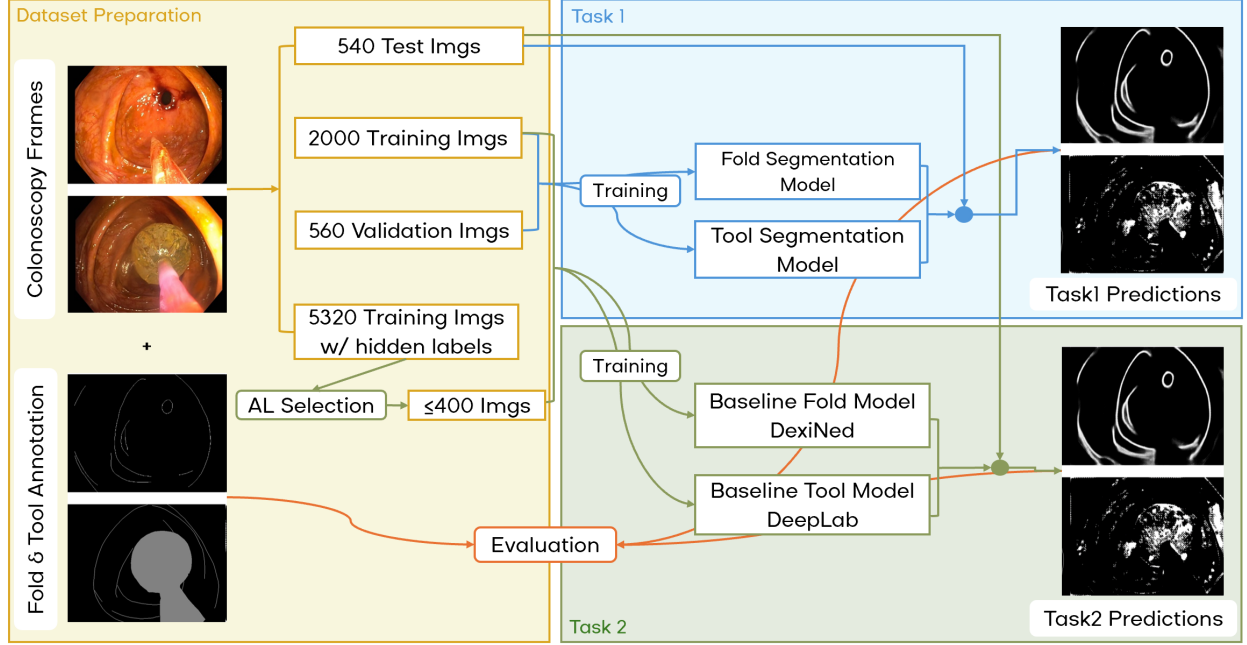 Dataset Preparation
Colonoscopy Frames
+
Fold & Tool Annotation
540 Test Imgs
2000 Training Imgs
560 Validation Imgs
5320 Training Imgs
w/ hidden labels
AL Selection
≤400 Imgs
Evaluation
Task 1
Training
Fold Segmentation
Model
Tool Segmentation
Model
Task1 Predictions
Training
Baseline Fold Model
DexiNed
Baseline Tool Model
DeepLab
Task2 Predictions
Task 2